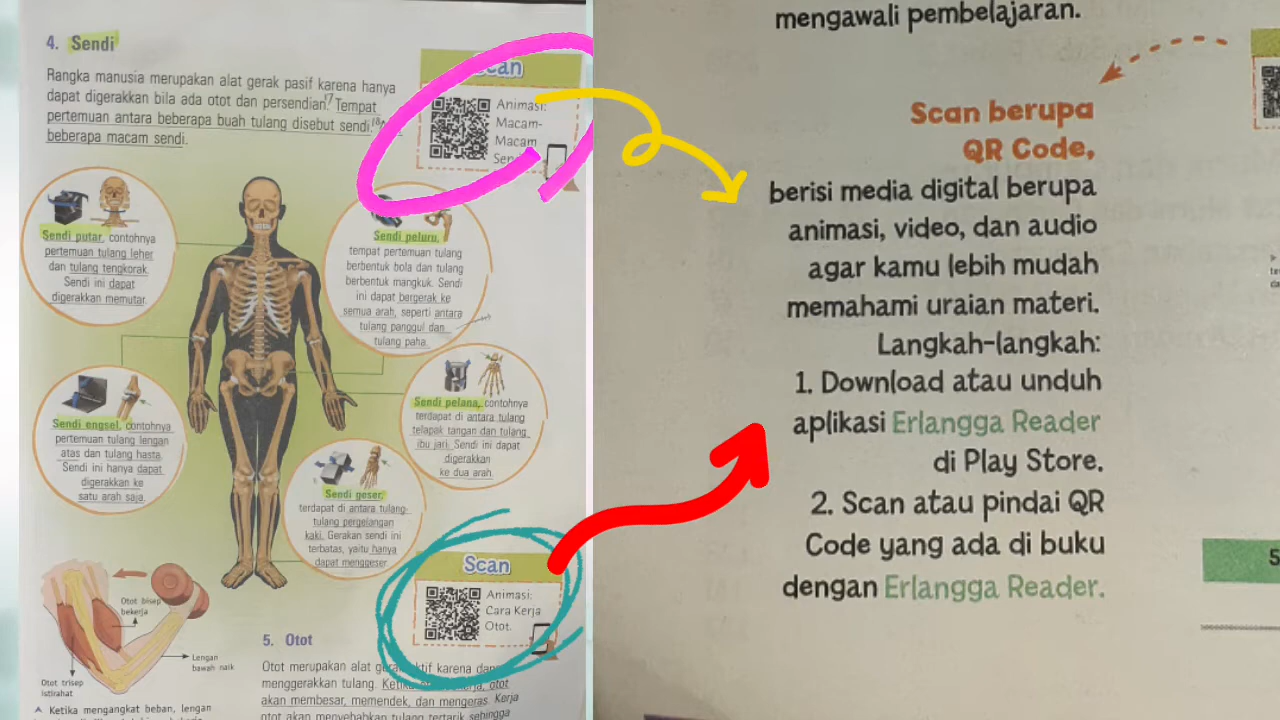 4. Sendi
Rangka manusia merupakan alat gerak pasif karena hanya
dapat digerakkan bila ada otot dan persendian.17 Tempat
pertemuan antara beberapa buah tulang disebut sendi.18
beberapa macam sendi.
Scan
Animasi:
Macam-
Macam
Sendi putar, contohnya
pertemuan tulang leher
dan tulang tengkorak.
Sendi ini dapat
digerakkan memutar.
Sendi peluru,
tempat pertemuan tulang
berbentuk bola dan tulang
berbentuk mangkuk. Sendi
ini dapat bergerak ke
semua arah, seperti antara
tulang panggul dan
tulang paha.
Sendi engsel, contohnya
pertemuan tulang lengan
atas dan tulang hasta.
Sendi ini hanya dapat
digerakkan ke
satu arah saja.
Sendi pelana, contohnya
terdapat di antara tulang
telapak tangan dan tulang
ibu jari. Sendi ini dapat
digerakkan
ke dua arah.
Sendi geser,
terdapat di antara tulang-
tulang pergelangan
kaki. Gerakan sendi ini
terbatas, yaitu hanya
dapat menggeser
Scan
Animasi:
Cara Kerja
Otot.
Otot bisep
bekerja
Lengan
bawah naik
Otot trisep
istirahat
Ketika mengangkat beban, lengan
5. Otot
Otot merupakan alat gerak aktif karena
menggerakkan tulang. otot
akan membesar, memendek, dan mengeras. Kerja
otot akan menyebabkan tulang tertarik sehingga
mengawali pembelajaran.
Scan berupa
QR Code,
berisi media digital berupa
animasi, video, dan audio
agar kamu lebih mudah
memahami uraian materi.
Langkah-langkah:
1. Download atau unduh
aplikasi Erlangga Reader
di Play Store.
2. Scan atau pindai QR
Code yang ada di buku
dengan Erlangga Reader.